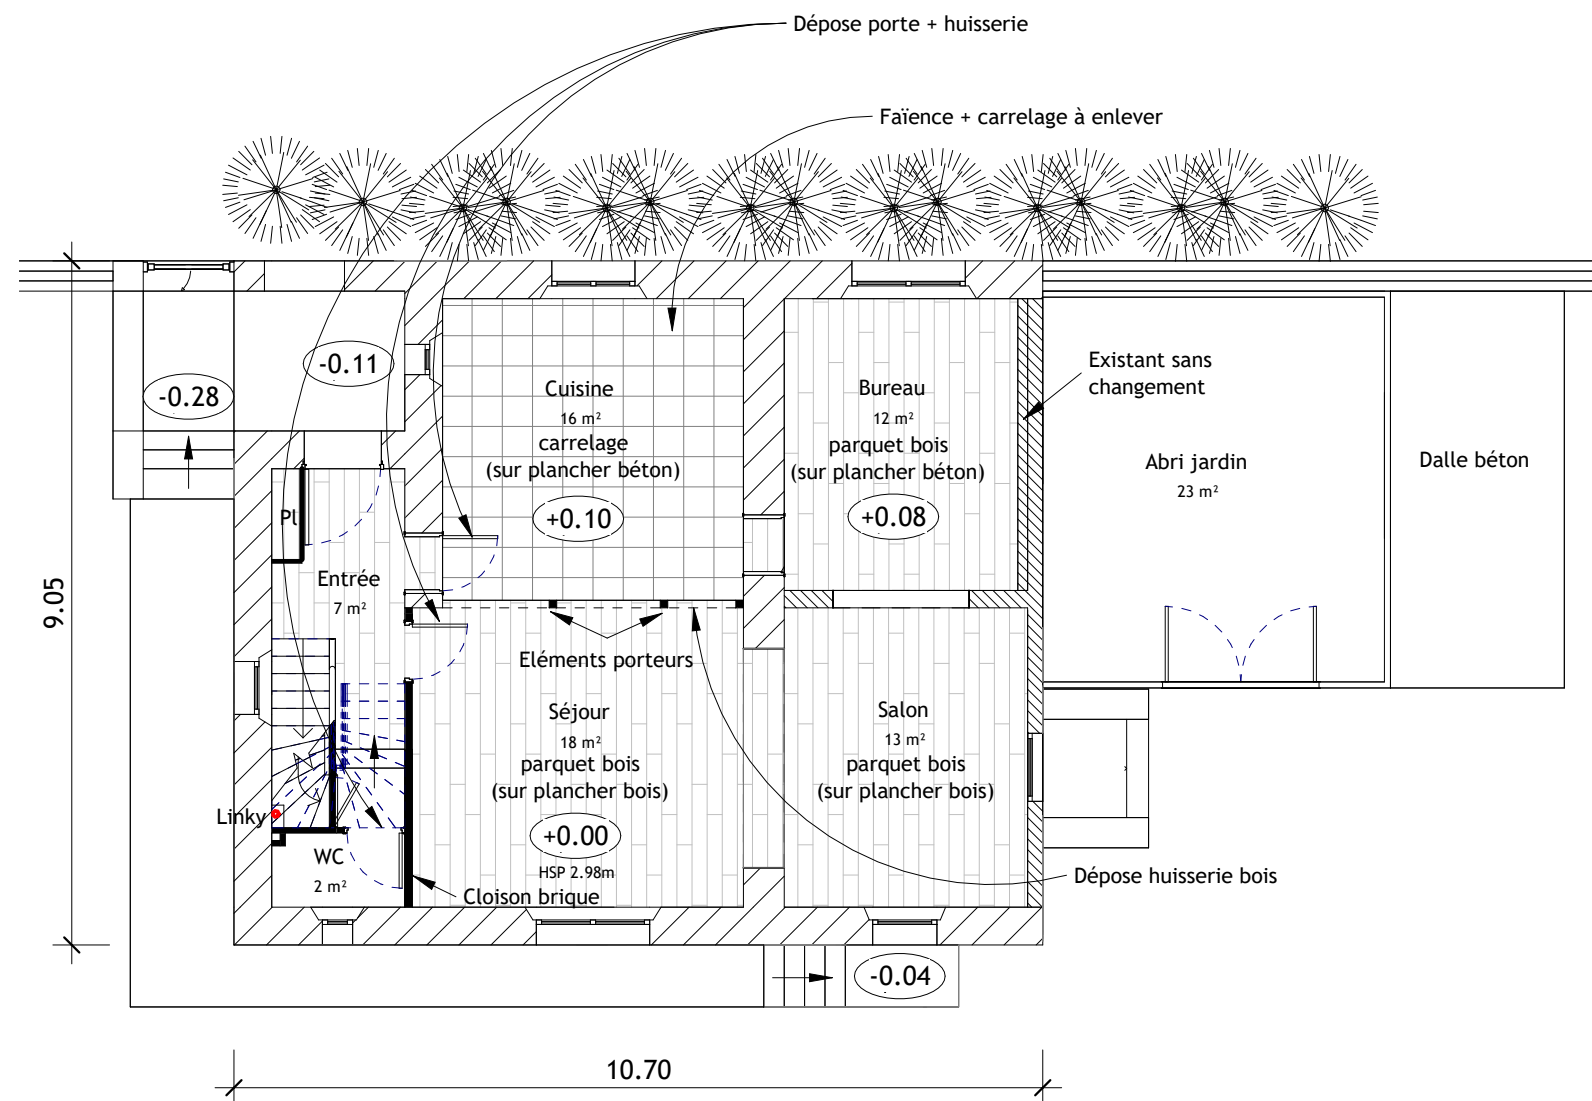 Dépose porte + huisserie
Faïence + carrelage à enlever
-0.11
-0.28
Cuisine
16 m²
carrelage
(sur plancher béton)
+0.10
Bureau
12 m²
parquet bois
(sur plancher béton)
+0.08
Existant sans
changement
Abri jardin
23 m²
Dalle béton
Pl
Entrée
7 m²
9.05
Eléments porteurs
Séjour
18 m²
parquet bois
(sur plancher bois)
+0.00
HSP 2.98m
Salon
13 m²
parquet bois
(sur plancher bois)
Linky
WC
2 m²
Cloison brique
Dépose huisserie bois
-0.04
10.70